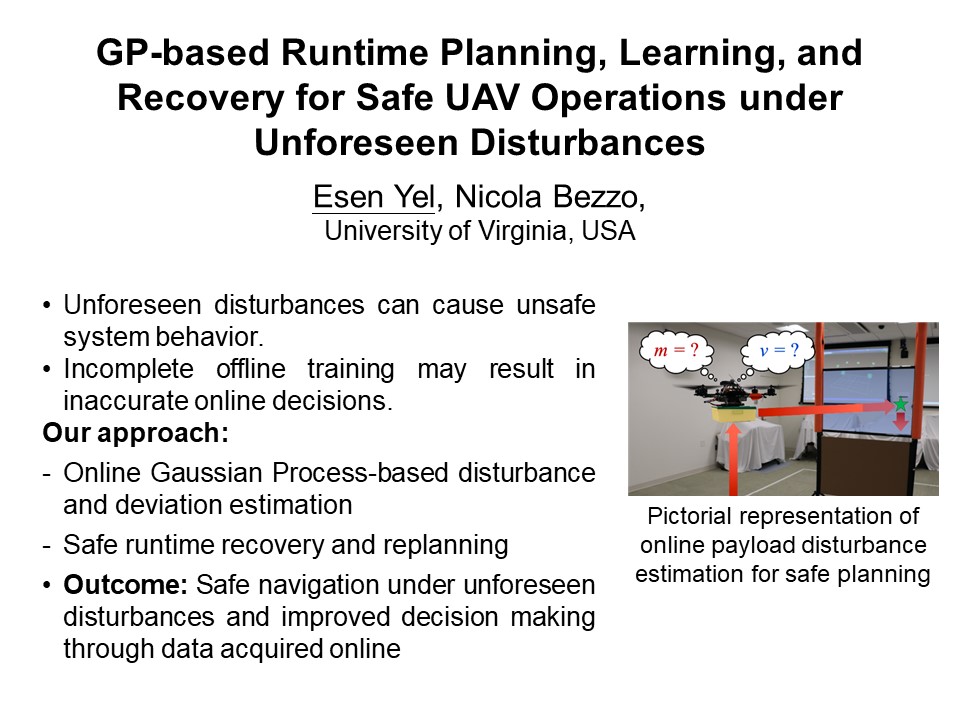 GP-based Runtime Planning, Learning, and
Recovery for Safe UAV Operations under
Unforeseen Disturbances
Esen Yel, Nicola Bezzo,
University of Virginia, USA
• Unforeseen disturbances can cause unsafe
system behavior.
• Incomplete offline training may result in
inaccurate online decisions.
Our approach:
- Online Gaussian Process-based disturbance
and deviation estimation
- Safe runtime recovery and replanning
• Outcome: Safe navigation under unforeseen
disturbances and improved decision making
through data acquired online
m = ?
v = ?
Pictorial representation of
online payload disturbance
estimation for safe planning